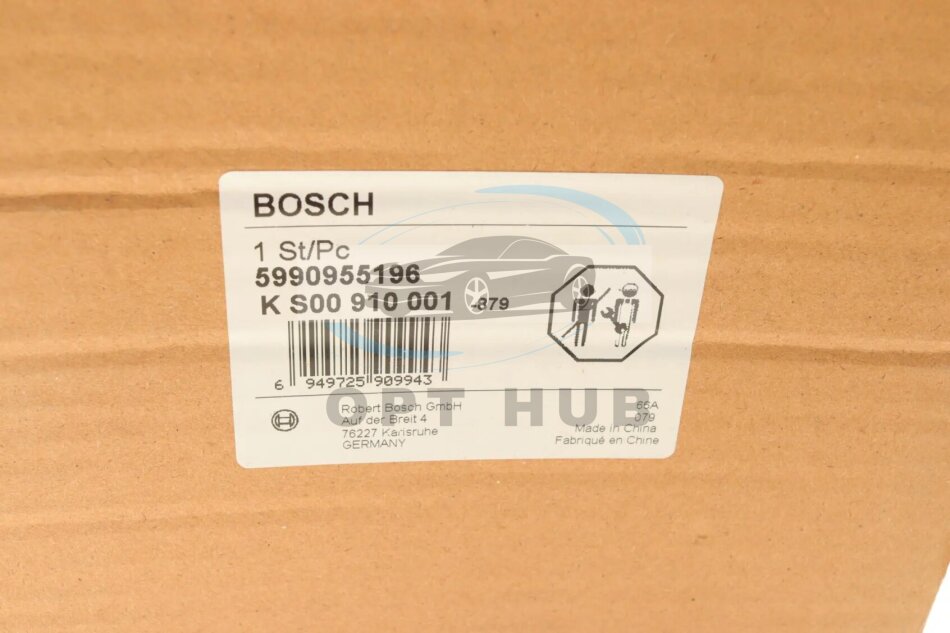 BOSCH
1 St/Pc
5990955196
K S00 910 001 -879
6 949725 909943
OPT HUB
Robert Bosch GmbH
Auf der Breit 4
76227 Karlsruhe
GERMANY
65A
079
Made in China
Fabriqué en Chine